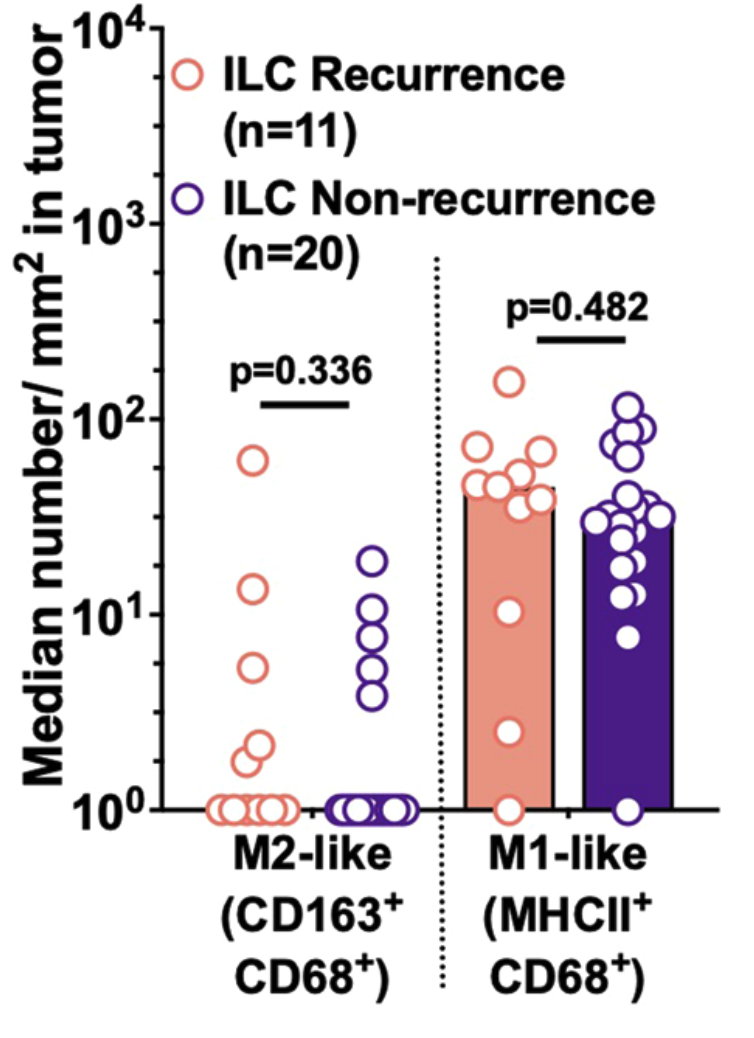 Median number/ mm² in tumor
10⁴
10³
10²
10¹
10⁰
ILC Recurrence
(n=11)
ILC Non-recurrence
(n=20)
p=0.336
p=0.482
M2-like
(CD163⁺
CD68⁺)
M1-like
(MHCII⁺
CD68⁺)